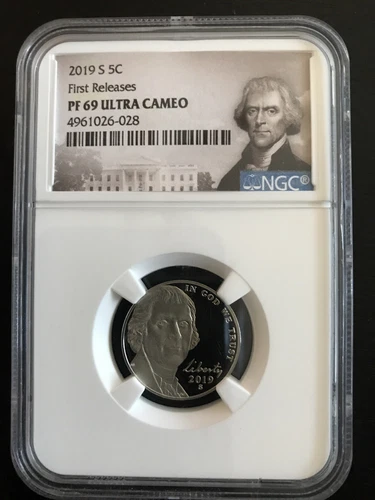 2019 S 5C
First Releases
PF 69 ULTRA CAMEO
4961026-028
NGC®
IN GOD WE TRUST
Liberty
2019
S